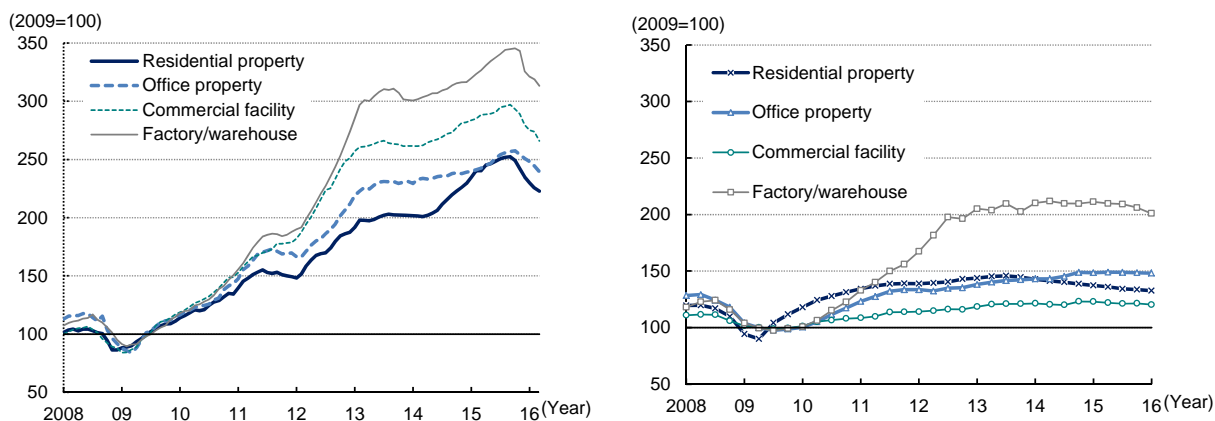 (2009=100)
350
300
250
200
150
100
50
Residential property
Office property
Commercial facility
Factory/warehouse
2008 09 10 11 12 13 14 15 16 (Year)
(2009=100)
350
300
250
200
150
100
50
Residential property
Office property
Commercial facility
Factory/warehouse
2008 09 10 11 12 13 14 15 16 (Year)